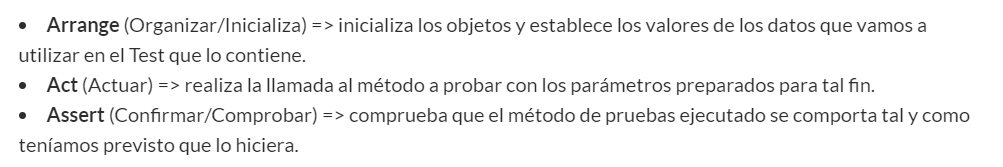 • Arrange (Organizar/Inicializa) => inicializa los objetos y establece los valores de los datos que vamos a
utilizar en el Test que lo contiene.
• Act (Actuar) => realiza la llamada al método a probar con los parámetros preparados para tal fin.
• Assert (Confirmar/Comprobar) => comprueba que el método de pruebas ejecutado se comporta tal y como
teníamos previsto que lo hiciera.